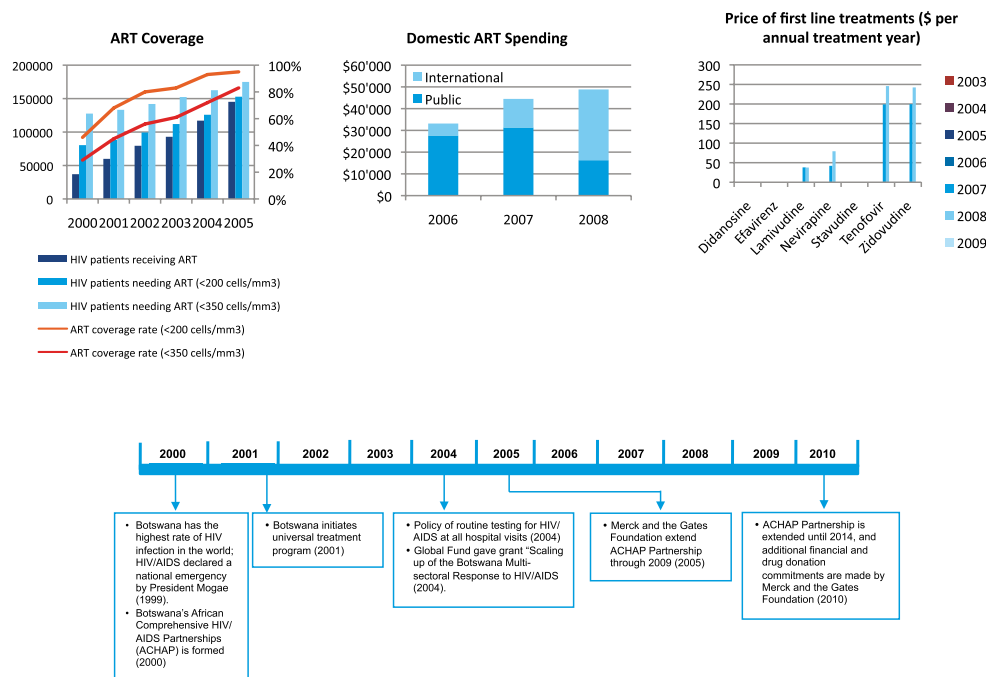 ART Coverage
200000
150000
100000
50000
0
100%
80%
60%
40%
20%
0%
2000 2001 2002 2003 2004 2005
HIV patients receiving ART
HIV patients needing ART (<200 cells/mm3)
HIV patients needing ART (<350 cells/mm3)
ART coverage rate (<200 cells/mm3)
ART coverage rate (<350 cells/mm3)
Domestic ART Spending
$60'000
$50'000
$40'000
$30'000
$20'000
$10'000
$0
International
Public
2006 2007 2008
Price of first line treatments ($ per
annual treatment year)
300
250
200
150
100
50
0
Didanosine
Efavirenz
Lamivudine
Nevirapine
Stavudine
Tenofovir
Zidovudine
2003
2004
2005
2006
2007
2008
2009
2000 2001 2002 2003 2004 2005 2006 2007 2008 2009 2010
• Botswana has the
highest rate of HIV
infection in the world;
HIV/AIDS declared a
national emergency
by President Mogae
(1999).
• Botswana's African
Comprehensive HIV/
AIDS Partnerships
(ACHAP) is formed
(2000)
• Botswana initiates
universal treatment
program (2001)
• Policy of routine testing for HIV/
AIDS at all hospital visits (2004)
• Global Fund gave grant “Scaling
up of the Botswana Multi-
sectoral Response to HIV/AIDS
(2004).
• Merck and the Gates
Foundation extend
ACHAP Partnership
through 2009 (2005)
• ACHAP Partnership is
extended until 2014, and
additional financial and
drug donation
commitments are made by
Merck and the Gates
Foundation (2010)